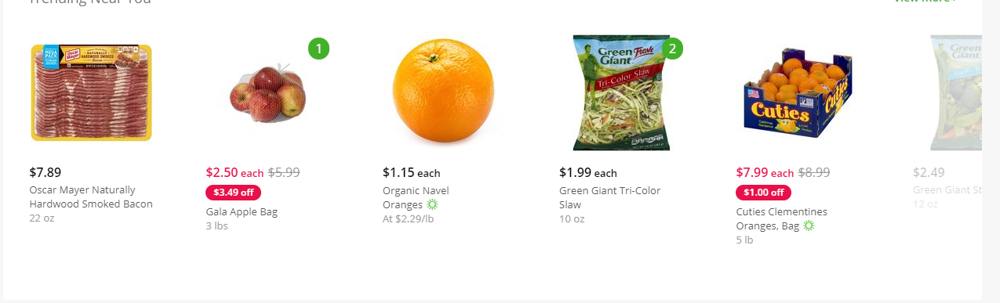 Trending Near You
View more
1
2
Oscar Mayer
NATURALLY
HARDWOOD SMOKED
Bacon
MEGA
PACK
Green Fresh
Giant
Tri-Color Slaw
Cuties
Cuties
Green
Giant
$7.89
$2.50 each $5.99
$1.15 each
$1.99 each
$7.99 each $8.99
$2.49
$3.49 off
$1.00 off
Oscar Mayer Naturally
Hardwood Smoked Bacon
22 oz
Gala Apple Bag
3 lbs
Organic Navel
Oranges
At $2.29/lb
Green Giant Tri-Color
Slaw
10 oz
Cuties Clementines
Oranges, Bag
5 lb
Green Giant St
12 oz